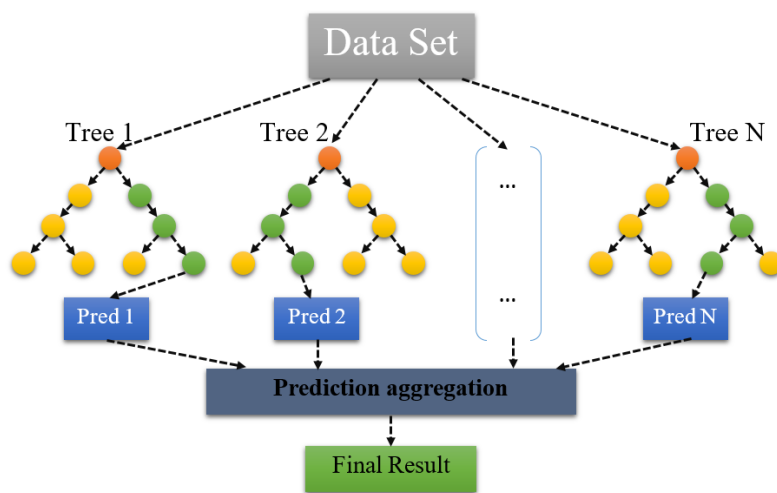 Data Set
Tree 1
Tree 2
Tree N
...
...
Pred 1
Pred 2
Pred N
Prediction aggregation
Final Result